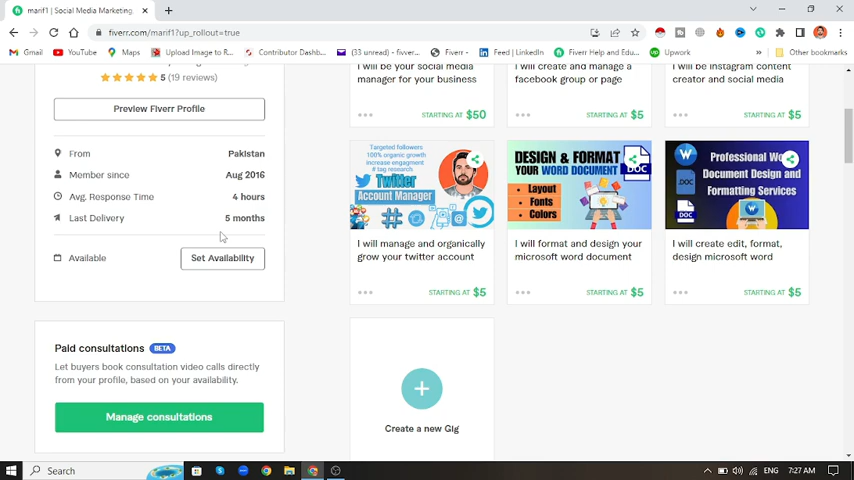 marif1 | Social Media Marketing.
fiverr.com/marif1?up_rollout=true
Gmail
YouTube
Maps
Upload Image to R...
Contributor Dashb...
(33 unread) - fiverr...
Fiverr -
Feed | LinkedIn
Fiverr Help and Edu...
Upwork
Other bookmarks
5 (19 reviews)
Preview Fiverr Profile
From Pakistan
Member since Aug 2016
Avg. Response Time 4 hours
Last Delivery 5 months
Available
Set Availability
Paid consultations BETA
Let buyers book consultation video calls directly
from your profile, based on your availability.
Manage consultations
I will be your social media
manager for your business
STARTING AT $50
I will create and manage a
facebook group or page
STARTING AT $5
I will be instagram content
creator and social media
STARTING AT $5
Targeted followers
100% organic growth
increase engagment
# tag research
Twitter
Account Manager
I will manage and organically
grow your twitter account
STARTING AT $5
DESIGN & FORMAT
YOUR WORD DOCUMENT
DOC
• Layout
• Fonts
• Colors
I will format and design your
microsoft word document
STARTING AT $5
W
Professional Wo
Document Design and
Formatting Services
DOC
I will create edit, format,
design microsoft word
STARTING AT $5
Create a new Gig
Search
ENG
7:27 AM